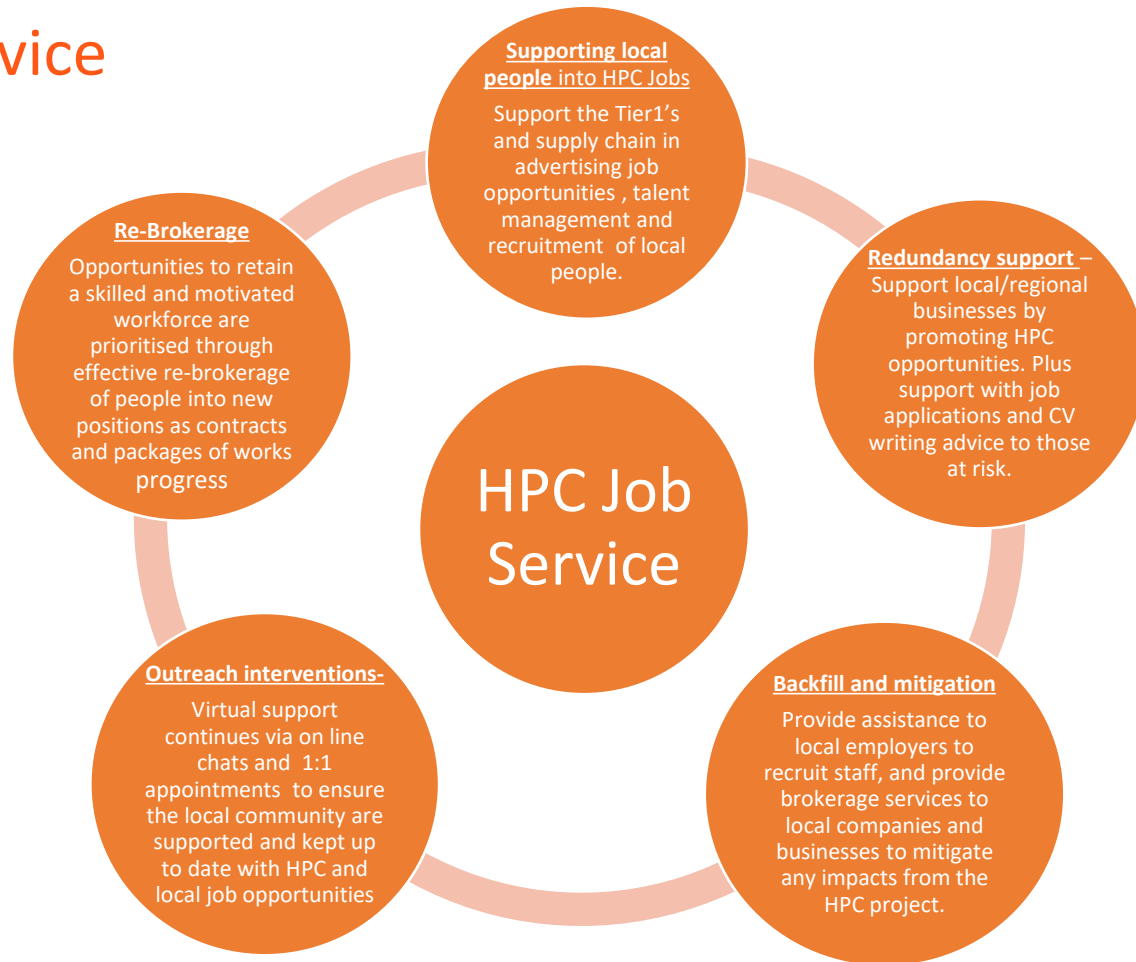 vice
Supporting local
people into HPC Jobs
Support the Tier1's
and supply chain in
advertising job
opportunities , talent
management and
recruitment of local
people.
Redundancy support –
Support local/regional
businesses by
promoting HPC
opportunities. Plus
support with job
applications and CV
writing advice to those
at risk.
Backfill and mitigation
Provide assistance to
local employers to
recruit staff, and provide
brokerage services to
local companies and
businesses to mitigate
any impacts from the
HPC project.
Outreach interventions-
Virtual support
continues via on line
chats and 1:1
appointments to ensure
the local community are
supported and kept up
to date with HPC and
local job opportunities
Re-Brokerage
Opportunities to retain
a skilled and motivated
workforce are
prioritised through
effective re-brokerage
of people into new
positions as contracts
and packages of works
progress
HPC Job
Service